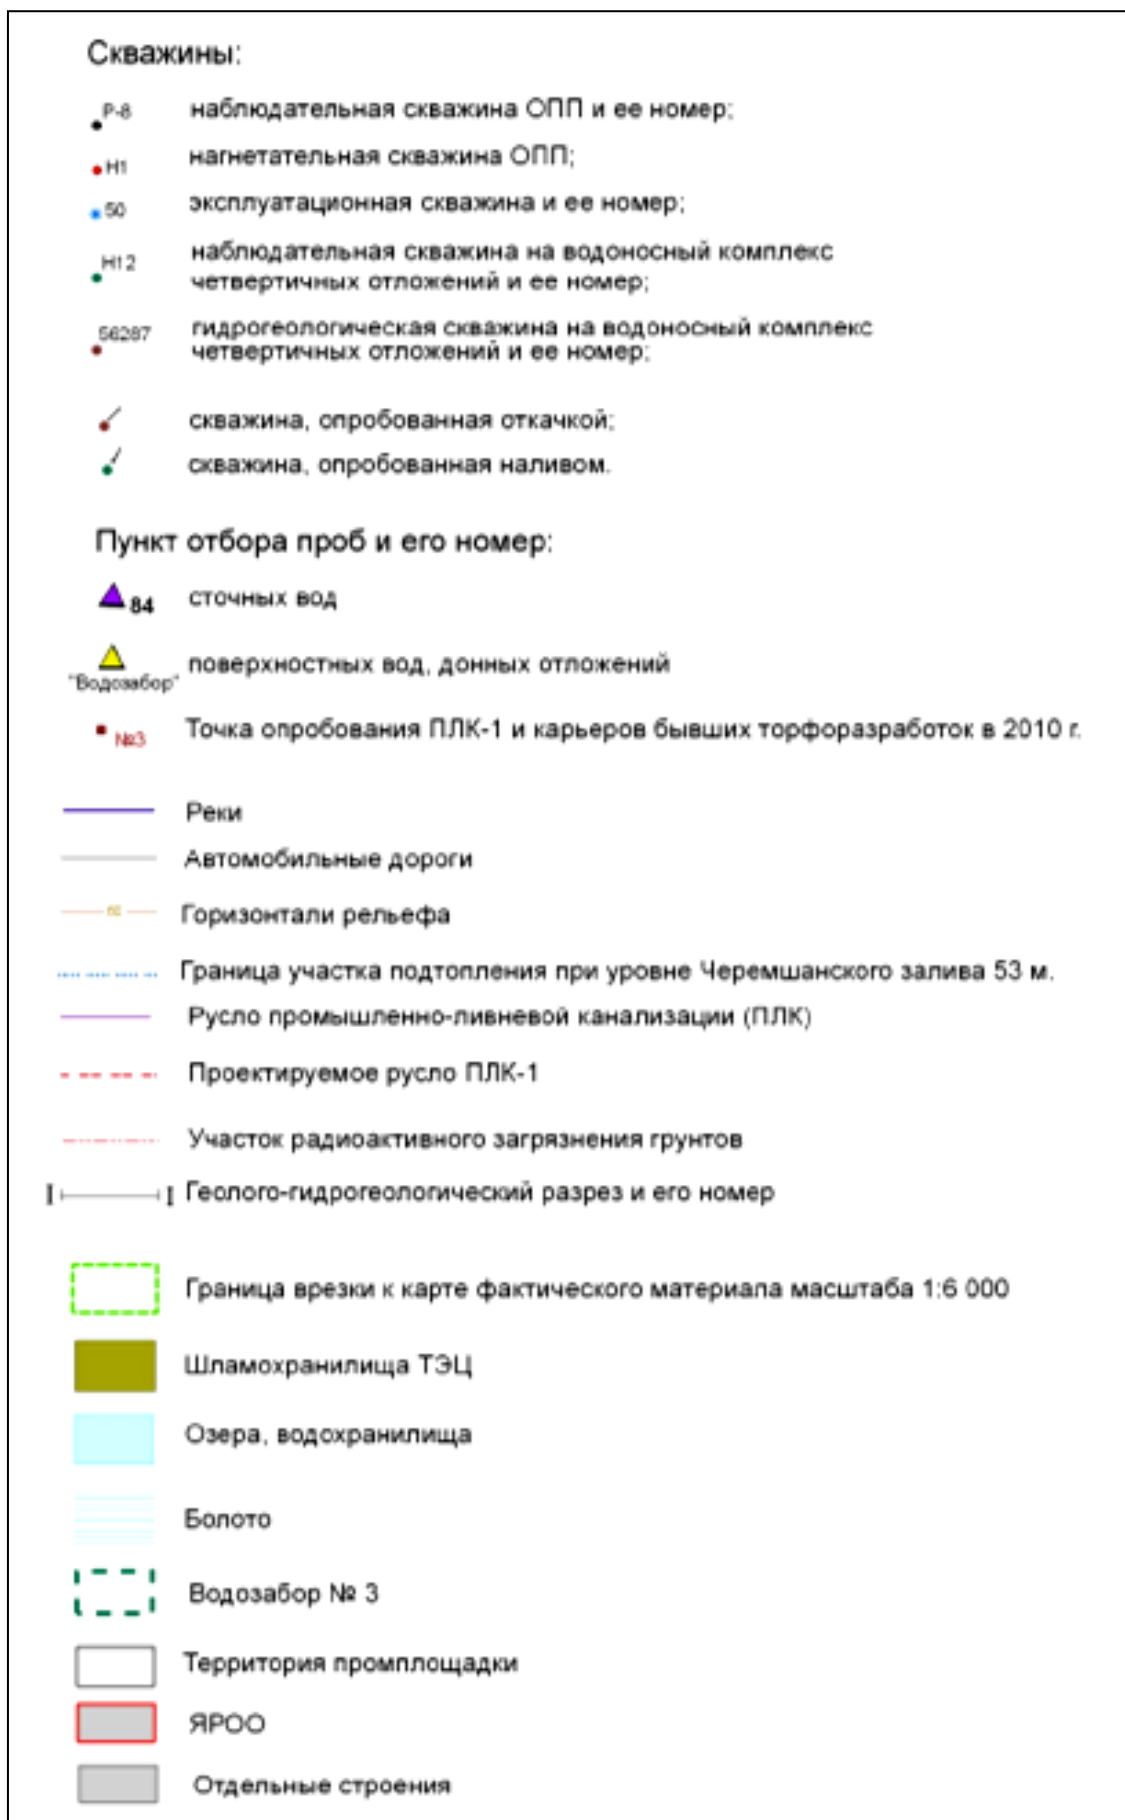 Скважины:
Р-8 наблюдательная скважина ОПП и ее номер;
Н1 нагнетательная скважина ОПП;
50 эксплуатационная скважина и ее номер;
Н12 наблюдательная скважина на водоносный комплекс
четвертичных отложений и ее номер;
56287 гидрогеологическая скважина на водоносный комплекс
четвертичных отложений и ее номер;
скважина, опробованная откачкой;
скважина, опробованная наливом.
Пункт отбора проб и его номер:
84 сточных вод
"Водозабор" поверхностных вод, донных отложений
№3 Точка опробования ПЛК-1 и карьеров бывших торфоразработок в 2010 г.
Реки
Автомобильные дороги
60 Горизонтали рельефа
Граница участка подтопления при уровне Черемшанского залива 53 м.
Русло промышленно-ливневой канализации (ПЛК)
Проектируемое русло ПЛК-1
Участок радиоактивного загрязнения грунтов
I I Геолого-гидрогеологический разрез и его номер
Граница врезки к карте фактического материала масштаба 1:6 000
Шламохранилища ТЭЦ
Озера, водохранилища
Болото
Водозабор № 3
Территория промплощадки
ЯРОО
Отдельные строения